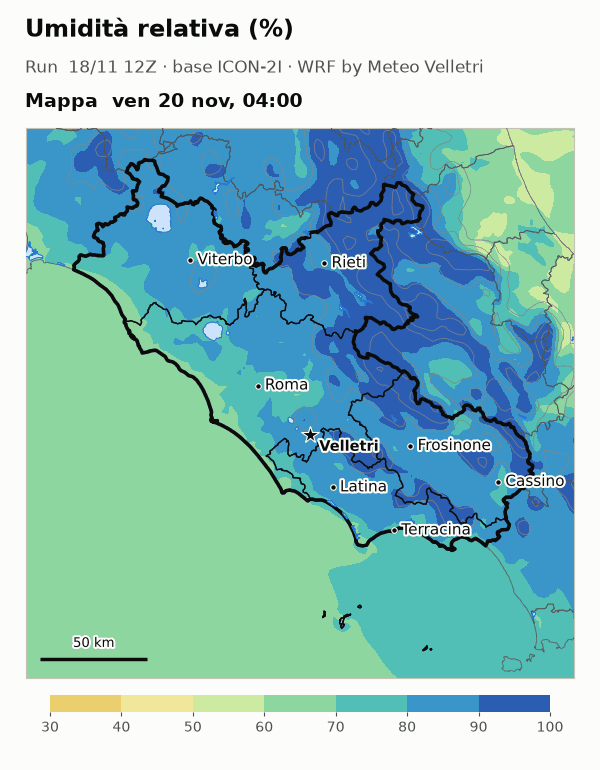 Umidità relativa (%)
Run  18/11 12Z · base ICON-2I · WRF by Meteo Velletri
Mappa  ven 20 nov, 04:00
Viterbo
Rieti
Roma
Velletri
Frosinone
Cassino
Latina
Terracina
50 km
30 40 50 60 70 80 90 100